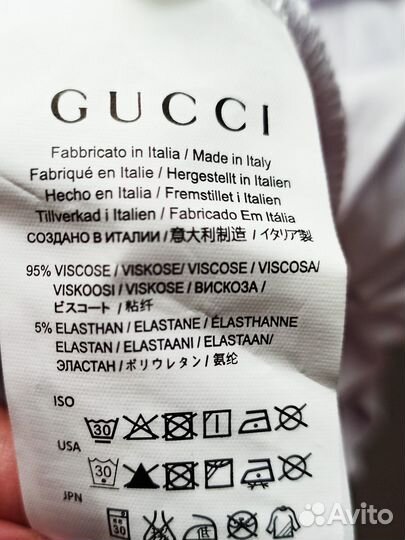 GUCCI
Fabbricato in Italia / Made in Italy
Fabriqué en Italie / Hergestellt in Italien
Hecho en Italia / Fremstillet i Italien
Tillverkad i Italien / Fabricado Em Itália
СОЗДАНО В ИТАЛИИ / 意大利制造 / イタリア製
95% VISCOSE / VISKOSE/ VISCOSE / VISCOSA/
VISKOOSI / VISKOSE / ВИСКОЗА /
ビスコート / 粘纤
5% ELASTHAN / ELASTANE / ÉLASTHANNE
ELASTAN / ELASTAANI / ELASTAAN/
ЭЛАСТАН / ポリウレタン / 氨纶
ISO
30
USA
30
JPN
30
Avito